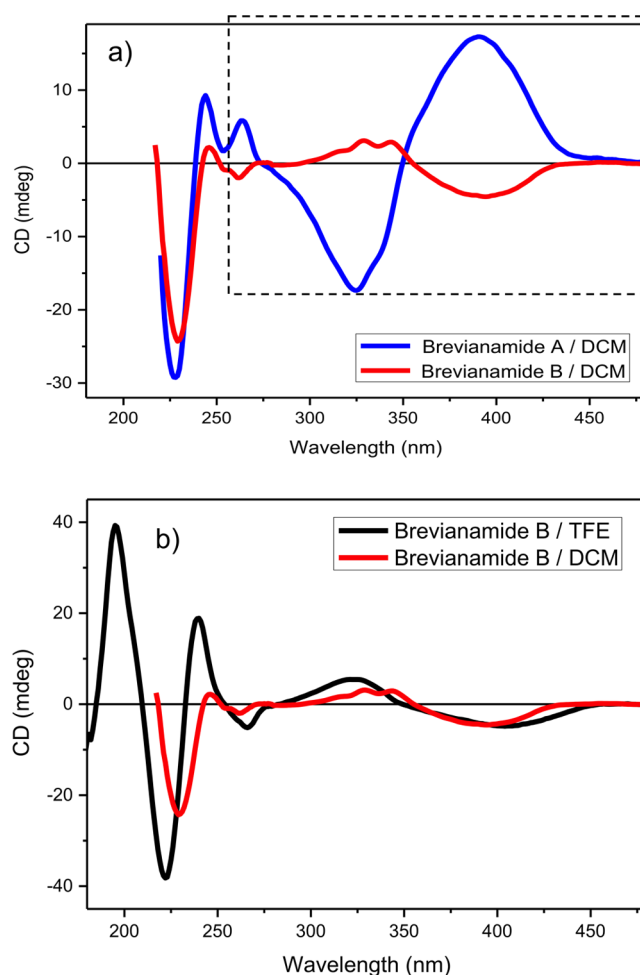 a)
10
0
-10
-20
-30
CD (mdeg)
Brevianamide A / DCM
Brevianamide B / DCM
200 250 300 350 400 450
Wavelength (nm)
b)
40
20
0
-20
-40
CD (mdeg)
Brevianamide B / TFE
Brevianamide B / DCM
200 250 300 350 400 450
Wavelength (nm)